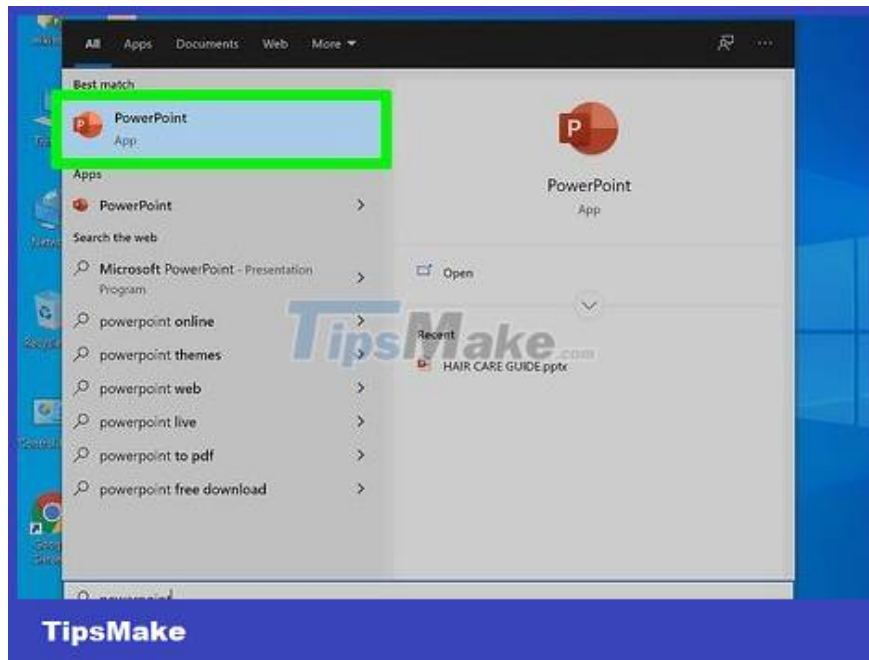 All Apps Documents Web More
Best match
PowerPoint
App
Apps
PowerPoint
Search the web
Microsoft PowerPoint - Presentation
Program
powerpoint online
powerpoint themes
powerpoint web
powerpoint live
powerpoint to pdf
powerpoint free download
PowerPoint
App
Open
Recent
HAIR CARE GUIDE.pptx
TipsMake.com
powerpoint
TipsMake